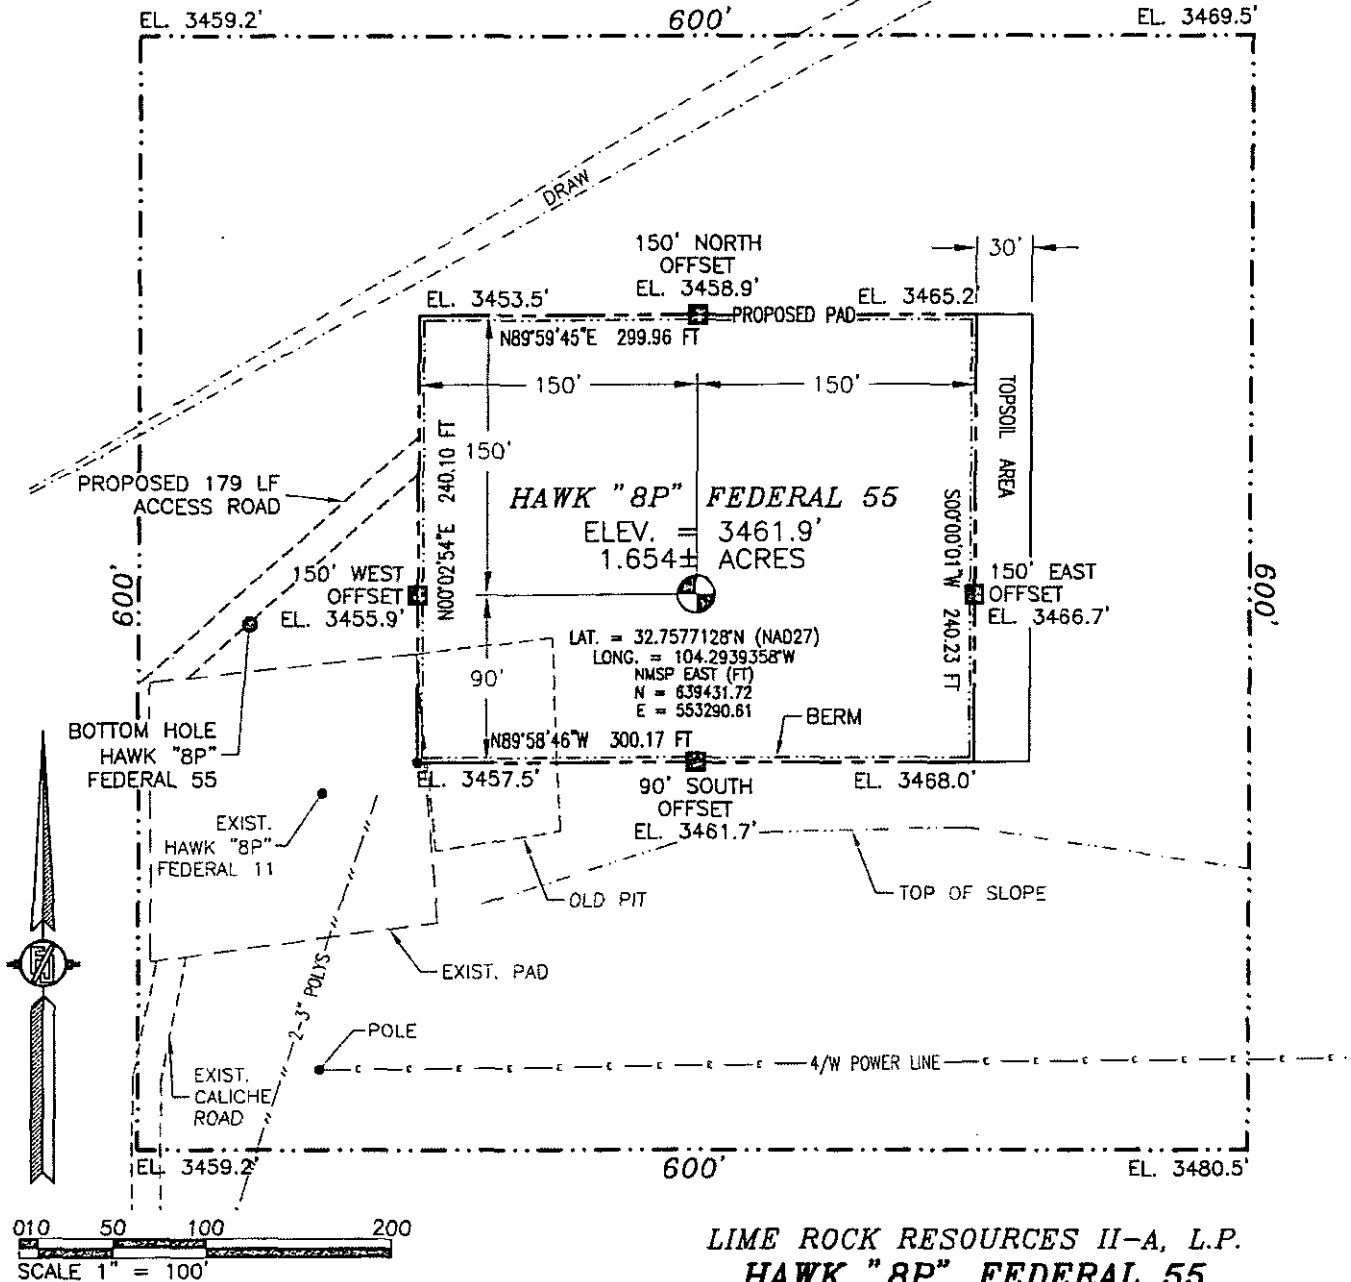 EL. 3459.2'
600'
EL. 3469.5'
DRAW
150' NORTH
OFFSET
EL. 3458.9'
30'
EL. 3453.5'
EL. 3465.2'
PROPOSED PAD
N89°59'45"E 299.96 FT
150'
150'
TOPSOIL AREA
N00°02'54"E 240.10 FT
150'
PROPOSED 179 LF
ACCESS ROAD
HAWK "8P" FEDERAL 55
ELEV. = 3461.9'
1.654± ACRES
S00°00'01"W 240.23 FT
600'
150' WEST
OFFSET
EL. 3455.9'
150' EAST
OFFSET
EL. 3466.7'
600'
LAT. = 32.7577128°N (NAD27)
LONG. = 104.2939358°W
NMSP EAST (FT)
N = 639431.72
E = 553290.61
90'
BOTTOM HOLE
HAWK "8P"
FEDERAL 55
N89°58'46"W 300.17 FT
BERM
EL. 3457.5'
EL. 3468.0'
90' SOUTH
OFFSET
EL. 3461.7'
EXIST.
HAWK "8P"
FEDERAL 11
OLD PIT
TOP OF SLOPE
EXIST. PAD
2-3" POLYS
POLE
4/W POWER LINE
EXIST.
CALICHE
ROAD
EL. 3459.2'
600'
EL. 3480.5'
010 50 100 200
SCALE 1" = 100'
LIME ROCK RESOURCES II-A, L.P.
HAWK "8P" FEDERAL 55